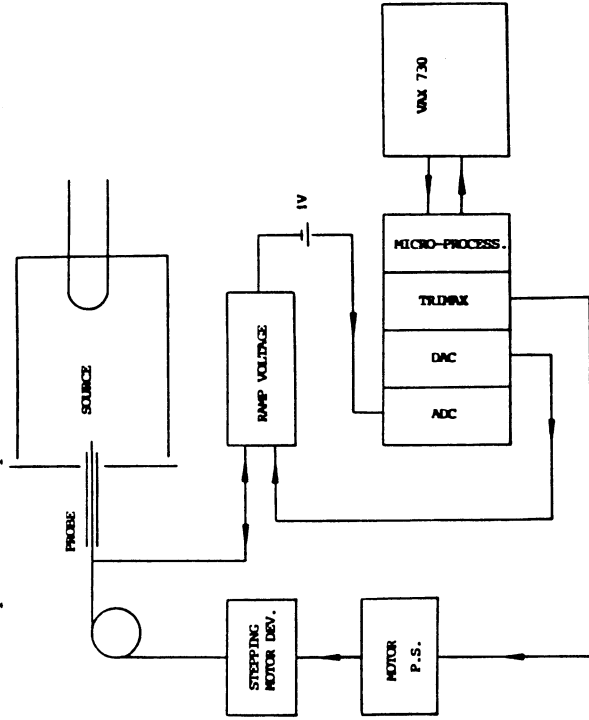 PROBE
SOURCE
1V
RAMP VOLTAGE
VAX 730
MICRO-PROCESS.
TRIMAX
DAC
ADC
STEPPING
MOTOR DEV.
MOTOR
P.S.